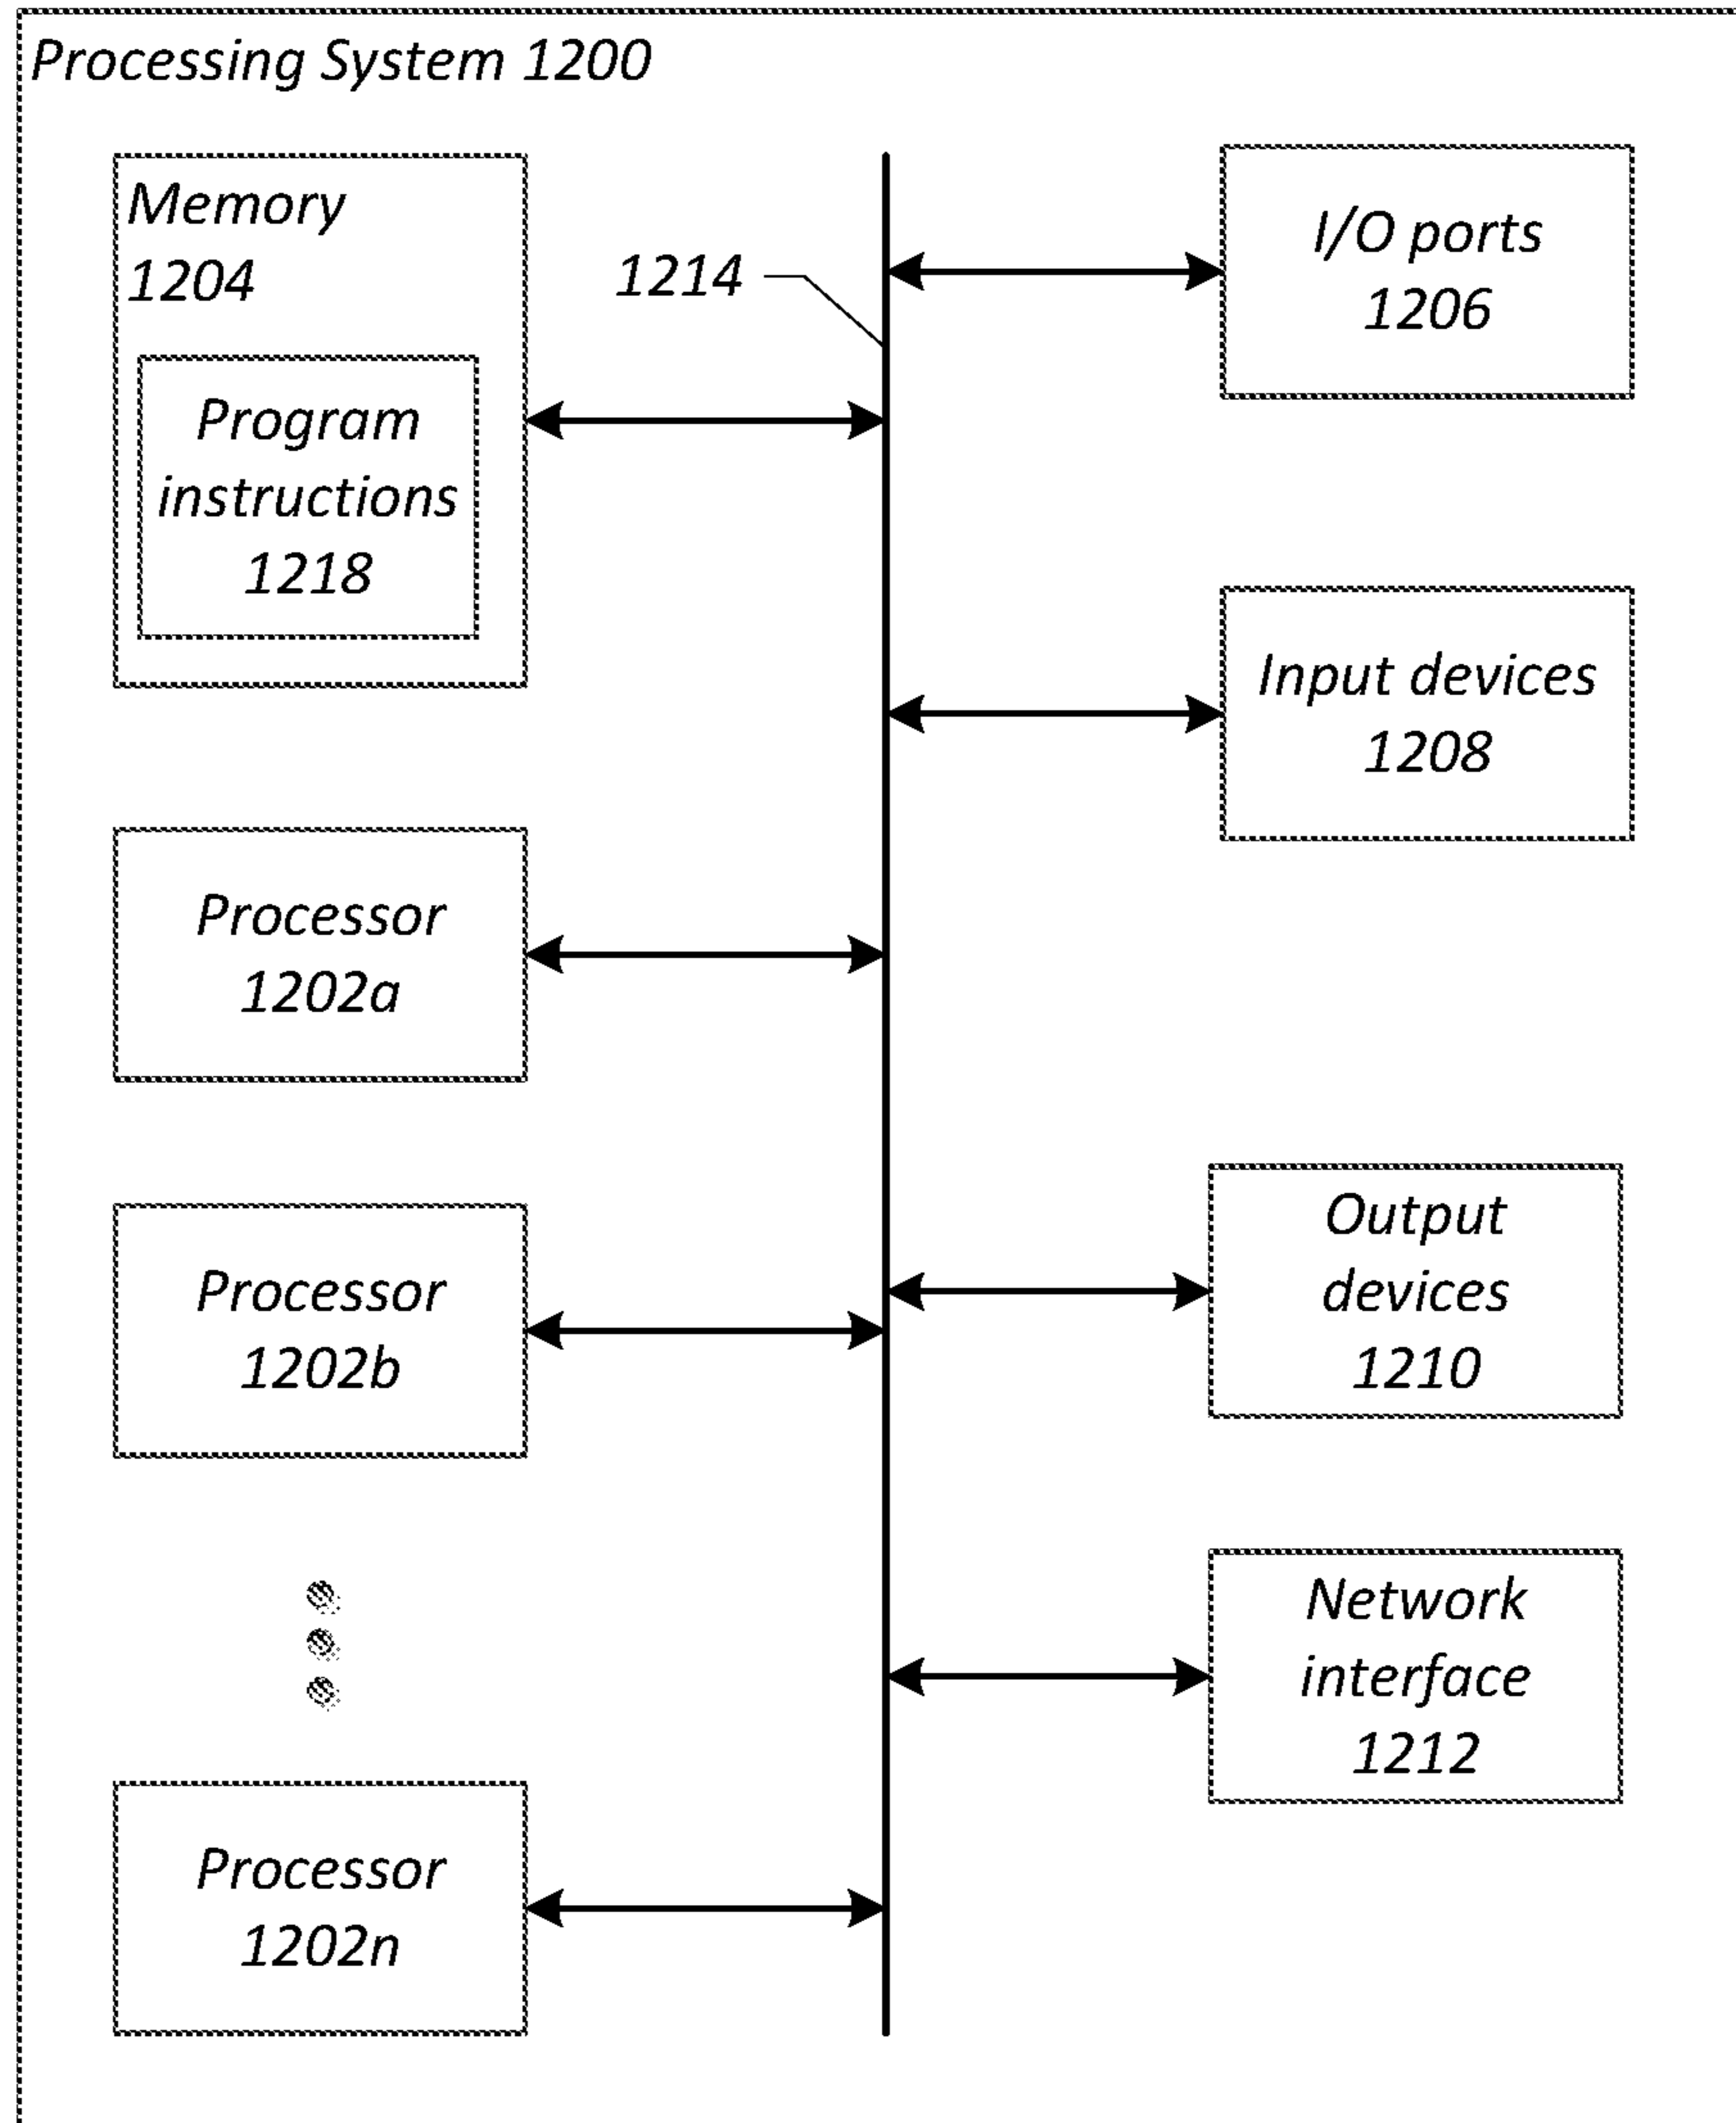 Processing System 1200
Memory
1204
Program
instructions
1218
1214
I/O ports
1206
Input devices
1208
Processor
1202a
Processor
1202b
Output
devices
1210
Network
interface
1212
Processor
1202n